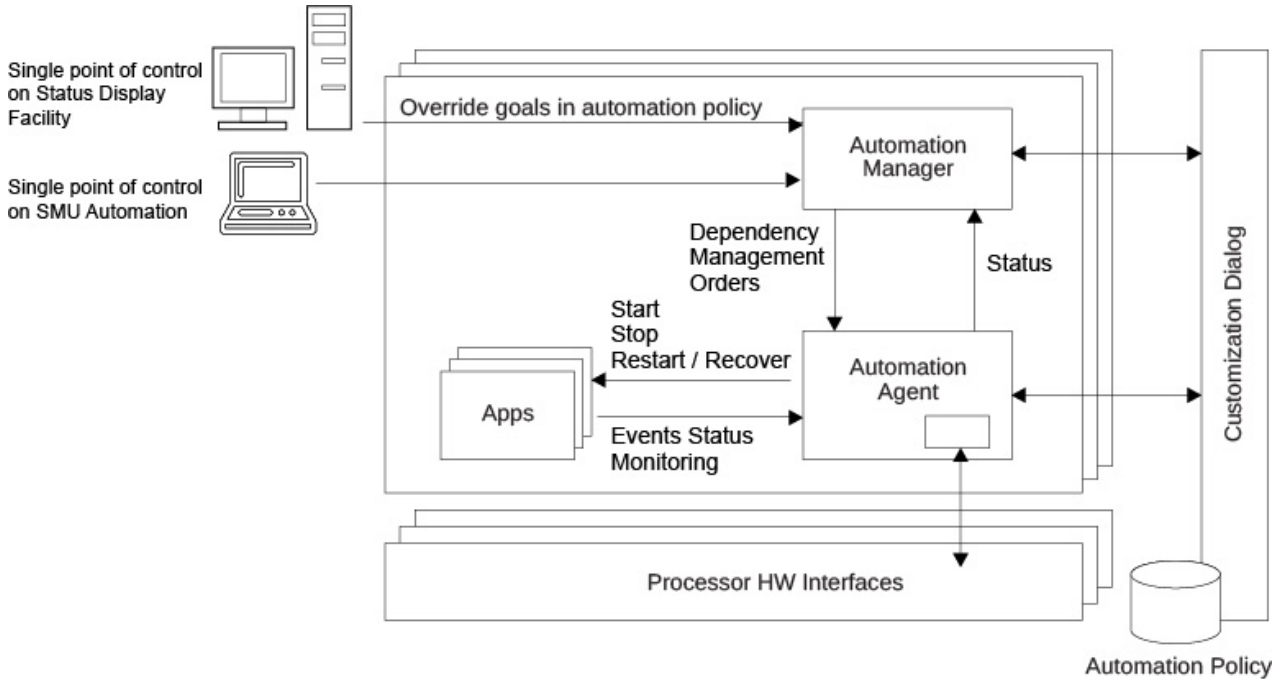 Single point of control
on Status Display
Facility
Override goals in automation policy
Automation
Manager
Single point of control
on SMU Automation
Dependency
Management
Orders
Status
Start
Stop
Restart / Recover
Automation
Agent
Apps
Events Status
Monitoring
Customization Dialog
Processor HW Interfaces
Automation Policy